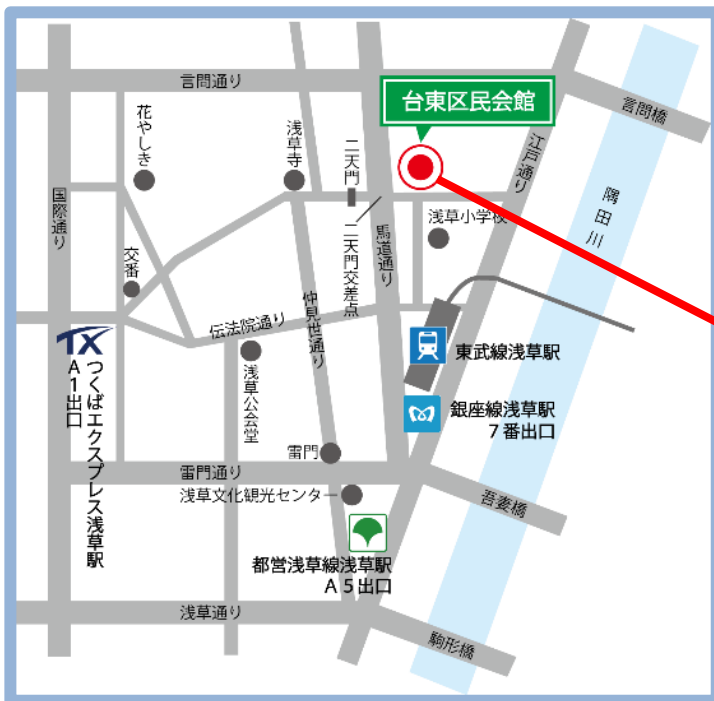 言問通り
台東区民会館
言問橋
花やしき
浅草寺
二天門
江戸通り
国際通り
隅田川
浅草小学校
馬道通り
二天門交差点
交番
仲見世通り
伝法院通り
TX
つくばエクスプレス浅草駅
A1出口
東武線浅草駅
浅草公会堂
銀座線浅草駅
7番出口
雷門
雷門通り
浅草文化観光センター
吾妻橋
都営浅草線浅草駅
A5出口
浅草通り
駒形橋